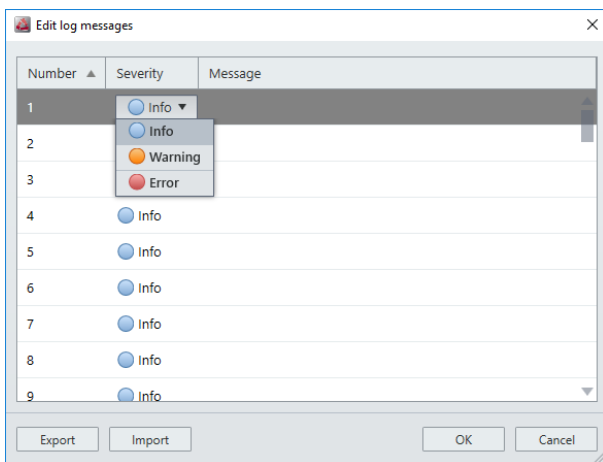 Edit log messages
Number Severity Message
1 Info
Info
2
Warning
3
Error
4 Info
5 Info
6 Info
7 Info
8 Info
9 Info
Export Import OK Cancel